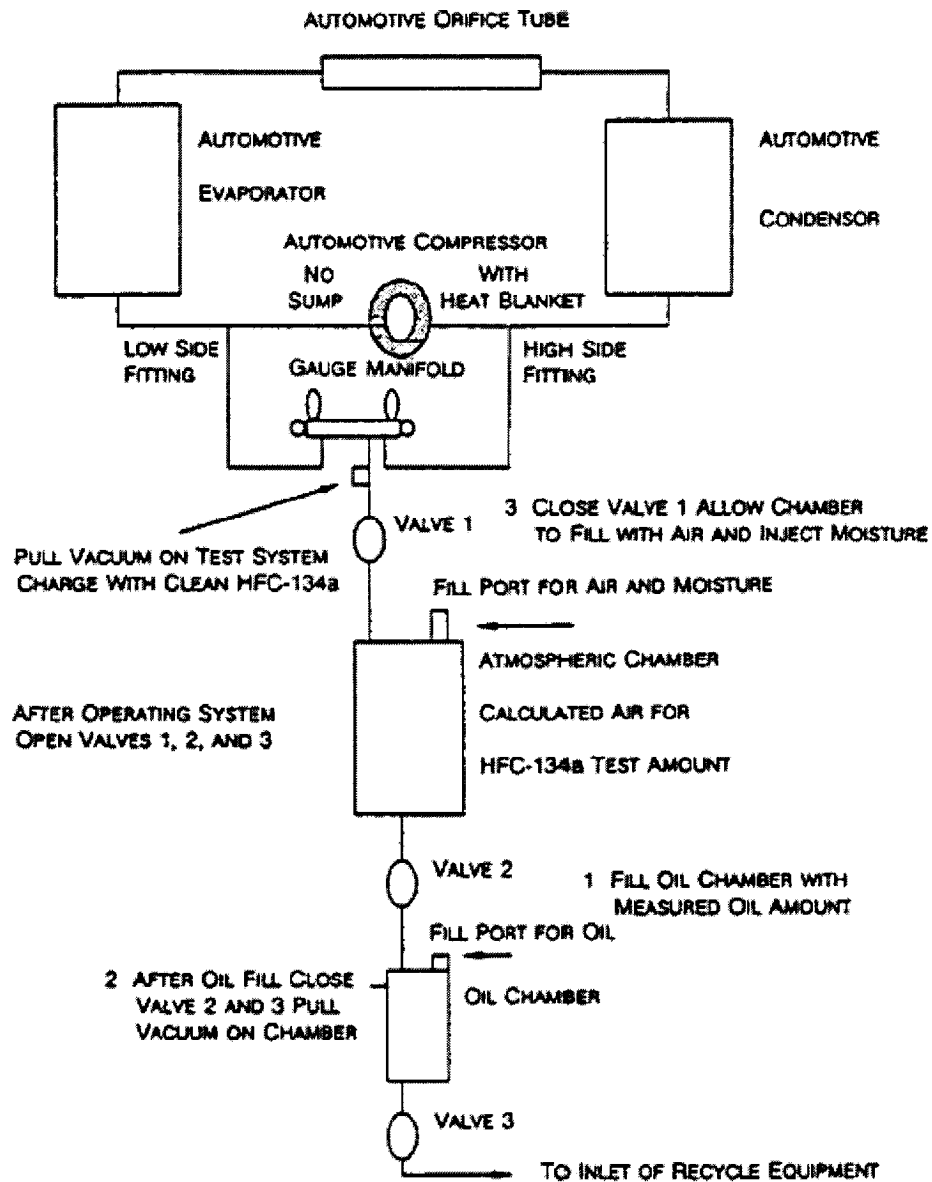 AUTOMOTIVE ORIFICE TUBE
AUTOMOTIVE
EVAPORATOR
AUTOMOTIVE
CONDENSOR
AUTOMOTIVE COMPRESSOR
NO
SUMP
WITH
HEAT BLANKET
LOW SIDE
FITTING
GAUGE MANIFOLD
HIGH SIDE
FITTING
VALVE 1
3 CLOSE VALVE 1 ALLOW CHAMBER
TO FILL WITH AIR AND INJECT MOISTURE
PULL VACUUM ON TEST SYSTEM
CHARGE WITH CLEAN HFC-134a
FILL PORT FOR AIR AND MOISTURE
ATMOSPHERIC CHAMBER
CALCULATED AIR FOR
HFC-134a TEST AMOUNT
AFTER OPERATING SYSTEM
OPEN VALVES 1, 2, AND 3
VALVE 2
1 FILL OIL CHAMBER WITH
MEASURED OIL AMOUNT
FILL PORT FOR OIL
2 AFTER OIL FILL CLOSE
VALVE 2 AND 3 PULL
VACUUM ON CHAMBER
OIL CHAMBER
VALVE 3
TO INLET OF RECYCLE EQUIPMENT